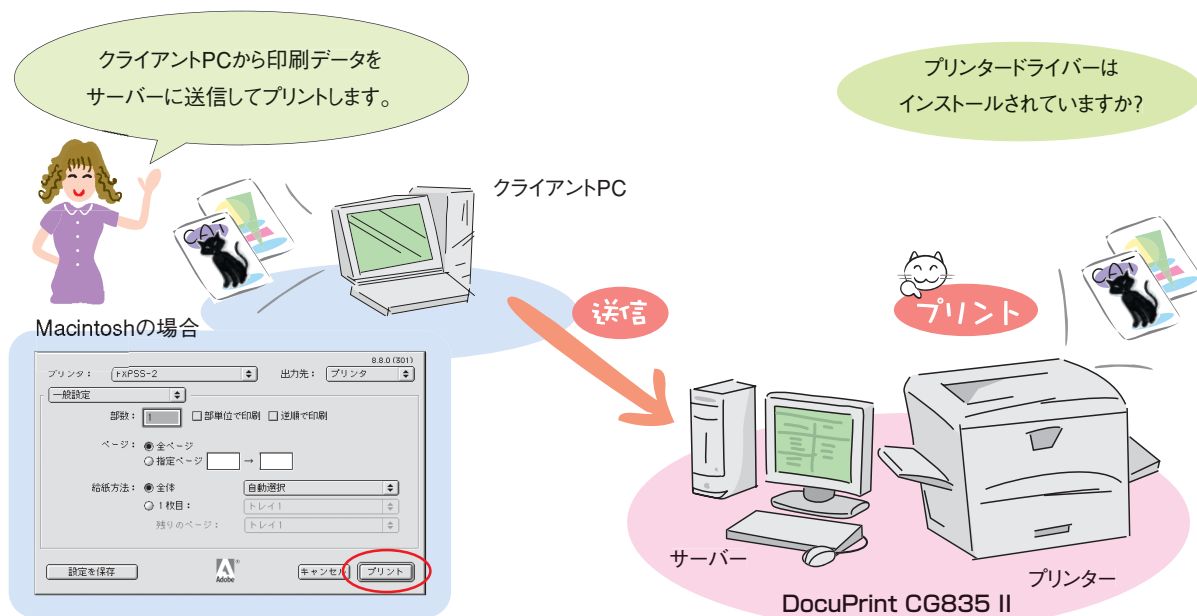 クライアントPCから印刷データを
サーバーに送信してプリントします。
プリンタードライバーは
インストールされていますか?
クライアントPC
CAT
送信
プリント
CAT
Macintoshの場合
8.8.0 (301)
プリンタ： FXPSS-2 出力先： プリンタ
一般設定
部数： 1 部単位で印刷 逆順で印刷
ページ： 全ページ
指定ページ →
給紙方法： 全体 自動選択
1枚目： トレイ1
残りのページ： トレイ1
設定を保存 Adobe ® キャンセル プリント
サーバー
プリンター
DocuPrint CG835 II